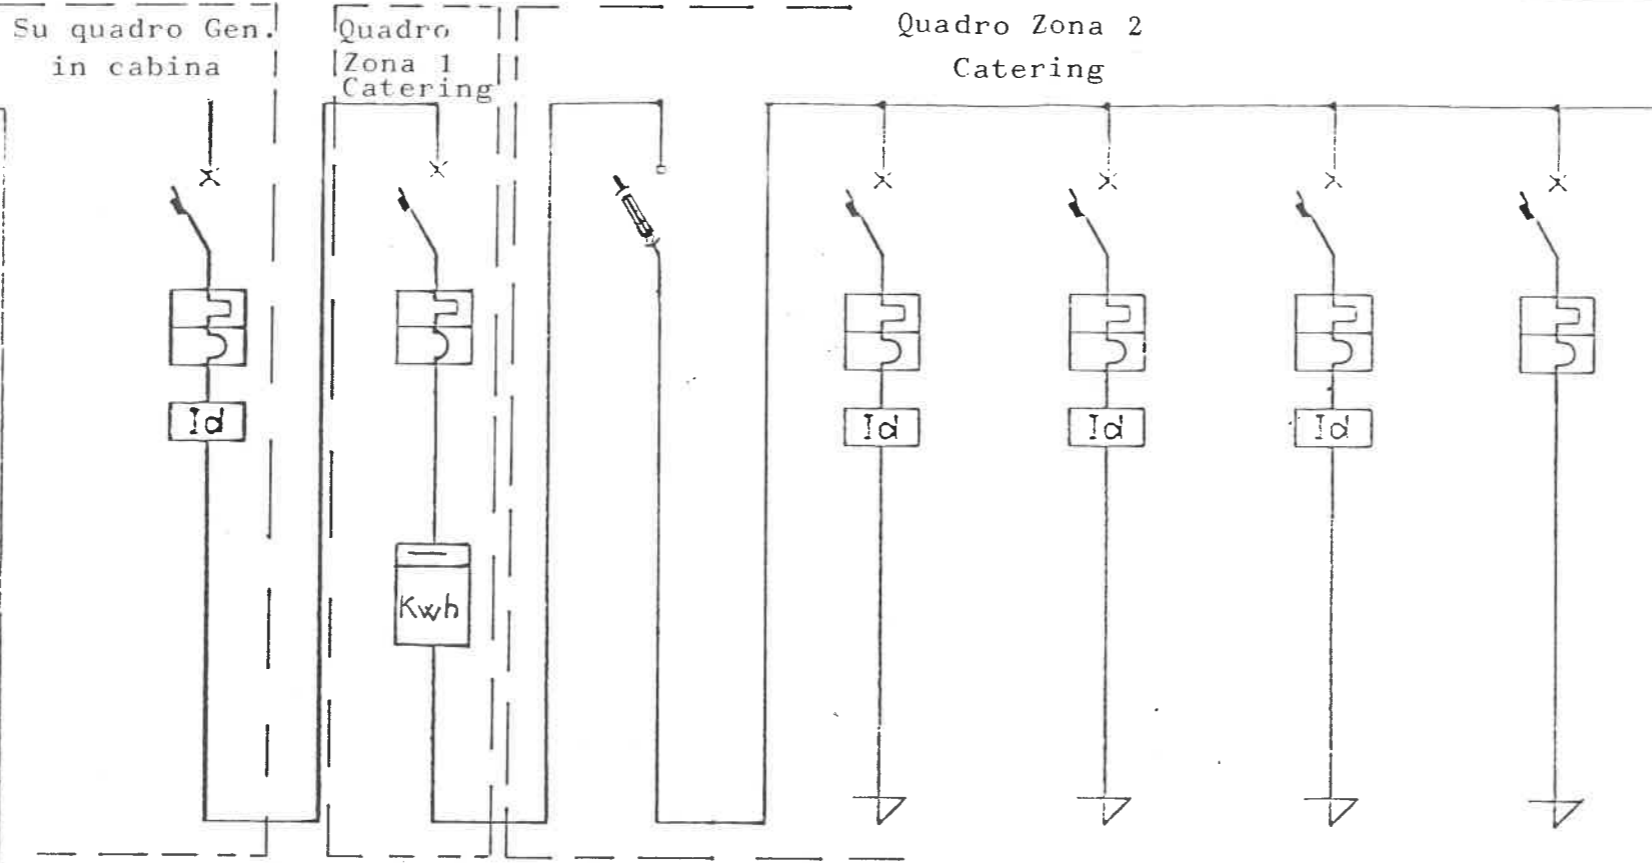 Su quadro Gen.
in cabina
Quadro
Zona 1
Catering
Quadro Zona 2
Catering
Id
Kwh
Id
Id
Id